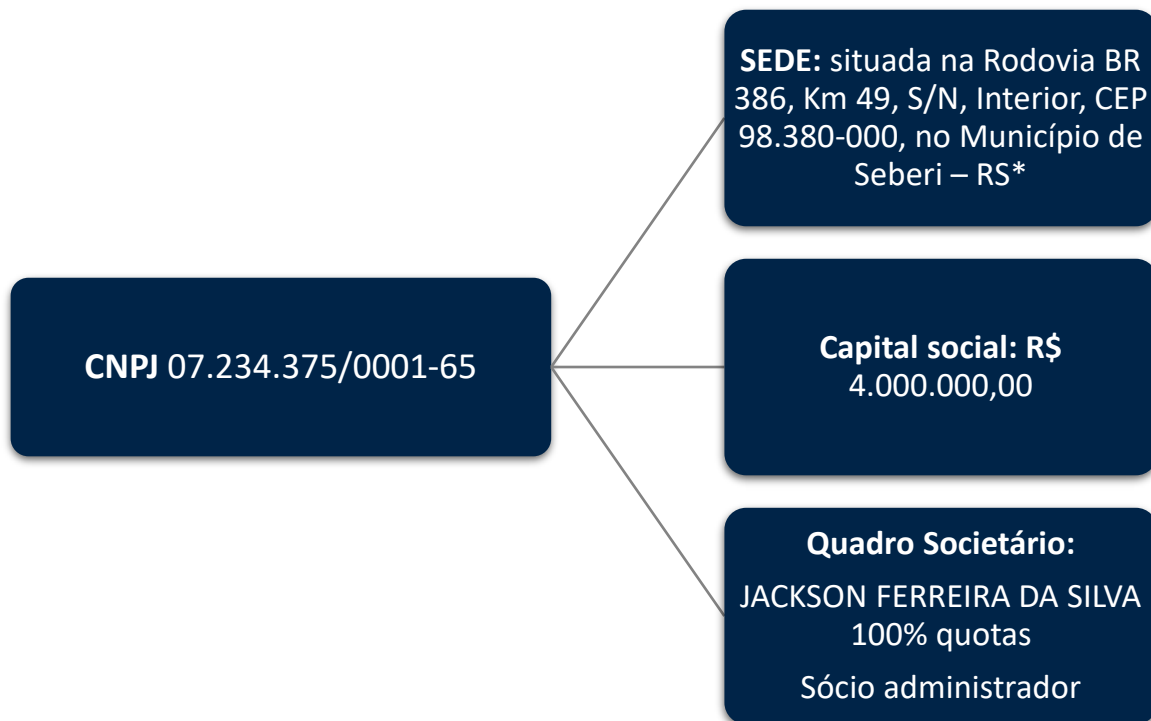 SEDE: situada na Rodovia BR
386, Km 49, S/N, Interior, CEP
98.380-000, no Município de
Seberi – RS*
CNPJ 07.234.375/0001-65
Capital social: R$
4.000.000,00
Quadro Societário:
JACKSON FERREIRA DA SILVA
100% quotas
Sócio administrador